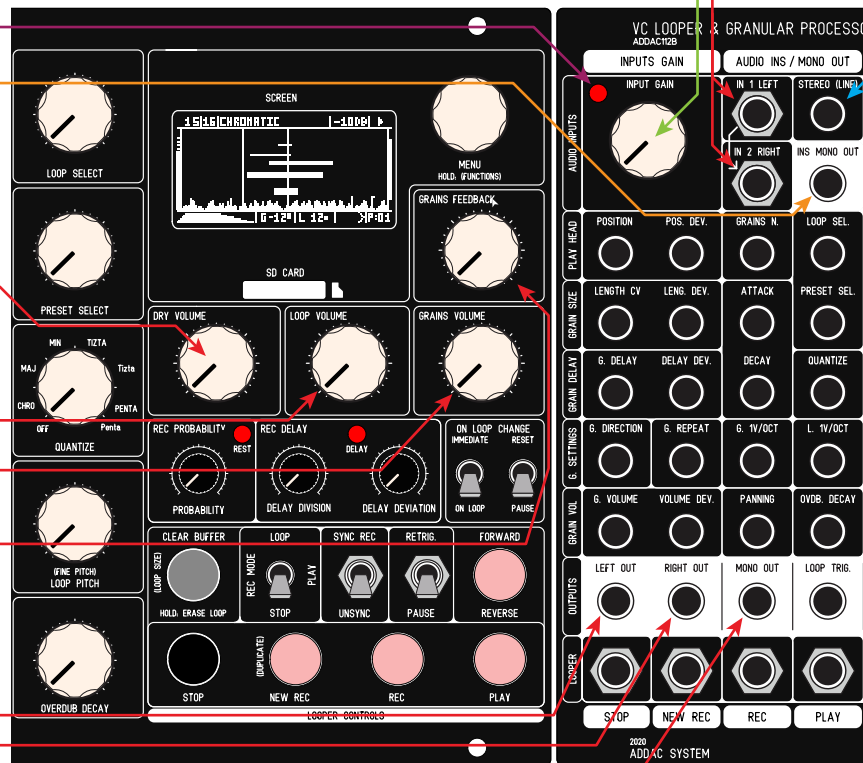 VC LOOPER & GRANULAR PROCESSO
ADDAC112B
INPUTS GAIN
AUDIO INS / MONO OUT
SCREEN
15|16|CHROMATIC |-10DB|
LOOP SELECT
MENU
HOLD: (FUNCTIONS)
AUDIO INPUTS
INPUT GAIN
IN 1 LEFT
STEREO (LINE)
IN 2 RIGHT
INS MONO OUT
GRAINS FEEDBACK
SD CARD
PRESET SELECT
PLAY HEAD
POSITION
POS. DEV.
GRAINS N.
LOOP SEL.
GRAIN SIZE
LENGTH CV
LENG. DEV.
ATTACK
PRESET SEL.
DRY VOLUME
LOOP VOLUME
GRAINS VOLUME
OFF
CHRO
MAJ
MIN
TIZTA
Tizta
PENTA
Penta
QUANTIZE
GRAIN DELAY
G. DELAY
DELAY DEV.
DECAY
QUANTIZE
REC PROBABILITY
REST
PROBABILITY
REC DELAY
DELAY
DELAY DIVISION
DELAY DEVIATION
ON LOOP CHANGE
IMMEDIATE
RESET
ON LOOP
PAUSE
G. SETTINGS
G. DIRECTION
G. REPEAT
G. 1V/OCT
L. 1V/OCT
GRAIN VOL
G. VOLUME
VOLUME DEV.
PANNING
OVDB. DECAY
(FINE PITCH)
LOOP PITCH
CLEAR BUFFER
(LOOP SIZE)
HOLD: ERASE LOOP
LOOP
REC MODE
PLAY
STOP
SYNC REC
UNSYNC
RETRIG.
PAUSE
FORWARD
REVERSE
OUTPUTS
LEFT OUT
RIGHT OUT
MONO OUT
LOOP TRIG.
OVERDUB DECAY
STOP
(DUPLICATE)
NEW REC
REC
PLAY
LOOPER CONTROLS
LOOPER
STOP
NEW REC
REC
PLAY
2020
ADDAC SYSTEM